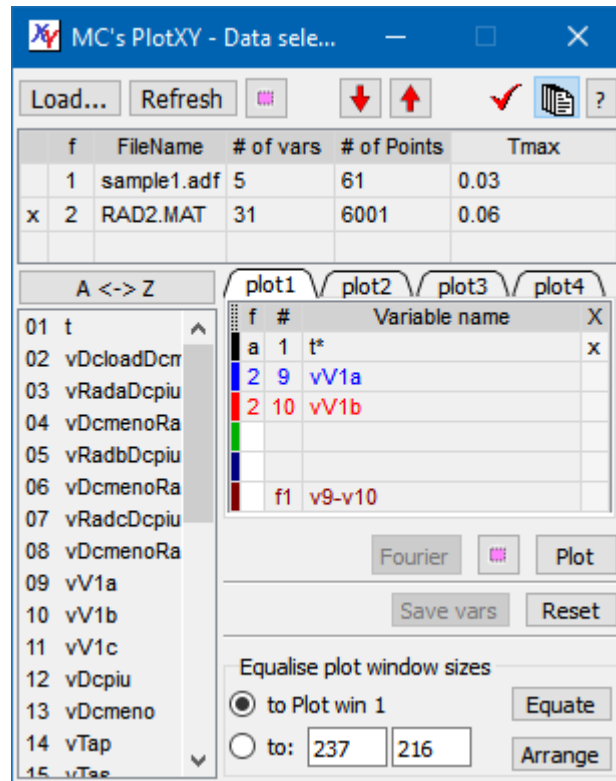 XY MC's PlotXY - Data sele...
Load... Refresh ?
f FileName # of vars # of Points Tmax
1 sample1.adf 5 61 0.03
x 2 RAD2.MAT 31 6001 0.06
A <-> Z
plot1 plot2 plot3 plot4
f # Variable name X
a 1 t* x
2 9 vV1a
2 10 vV1b
f1 v9-v10
01 t
02 vDcloadDcm
03 vRadaDcpiu
04 vDcmenoRa
05 vRadbDcpiu
06 vDcmenoRa
07 vRadcDcpiu
08 vDcmenoRa
09 vV1a
10 vV1b
11 vV1c
12 vDcpiu
13 vDcmeno
14 vTap
15 vTas
Fourier Plot
Save vars Reset
Equalise plot window sizes
to Plot win 1 Equate
to: 237 216 Arrange